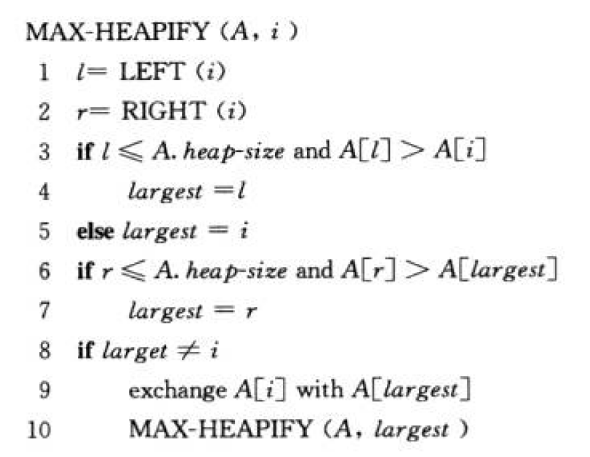 MAX-HEAPIFY (A, i )
1 l= LEFT (i)
2 r= RIGHT (i)
3 if l ⩽ A. heap-size and A[l] > A[i]
4 largest =l
5 else largest = i
6 if r ⩽ A. heap-size and A[r] > A[largest]
7 largest = r
8 if larget ≠ i
9 exchange A[i] with A[largest]
10 MAX-HEAPIFY (A, largest )